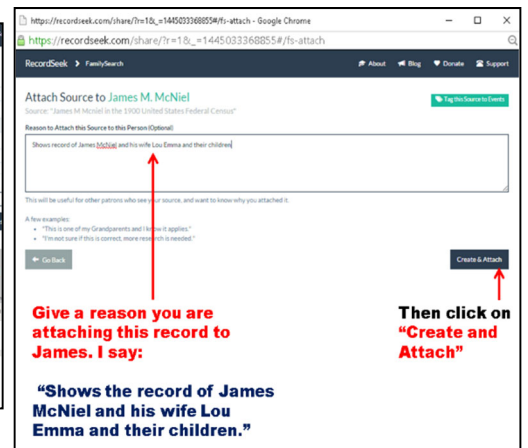 https://recordseek.com/share/?r=1&_=1445033368855#/fs-attach - Google Chrome
https://recordseek.com/share/?r=1&_=1445033368855#/fs-attach
RecordSeek > FamilySearch About Blog Donate Support
Attach Source to James M. McNiel
Tag this Source to Events
Source: "James M Mcniel in the 1900 United States Federal Census"
Reason to Attach this Source to this Person (Optional)
Shows record of James McNiel and his wife Lou Emma and their children
This will be useful for other patrons who see your source, and want to know why you attached it.
A few examples:
• "This is one of my Grandparents and I know it applies."
• "I'm not sure if this is correct, more research is needed."
Go Back
Create & Attach
Give a reason you are
attaching this record to
James. I say:
“Shows the record of James
McNiel and his wife Lou
Emma and their children.”
Then click on
“Create and
Attach”